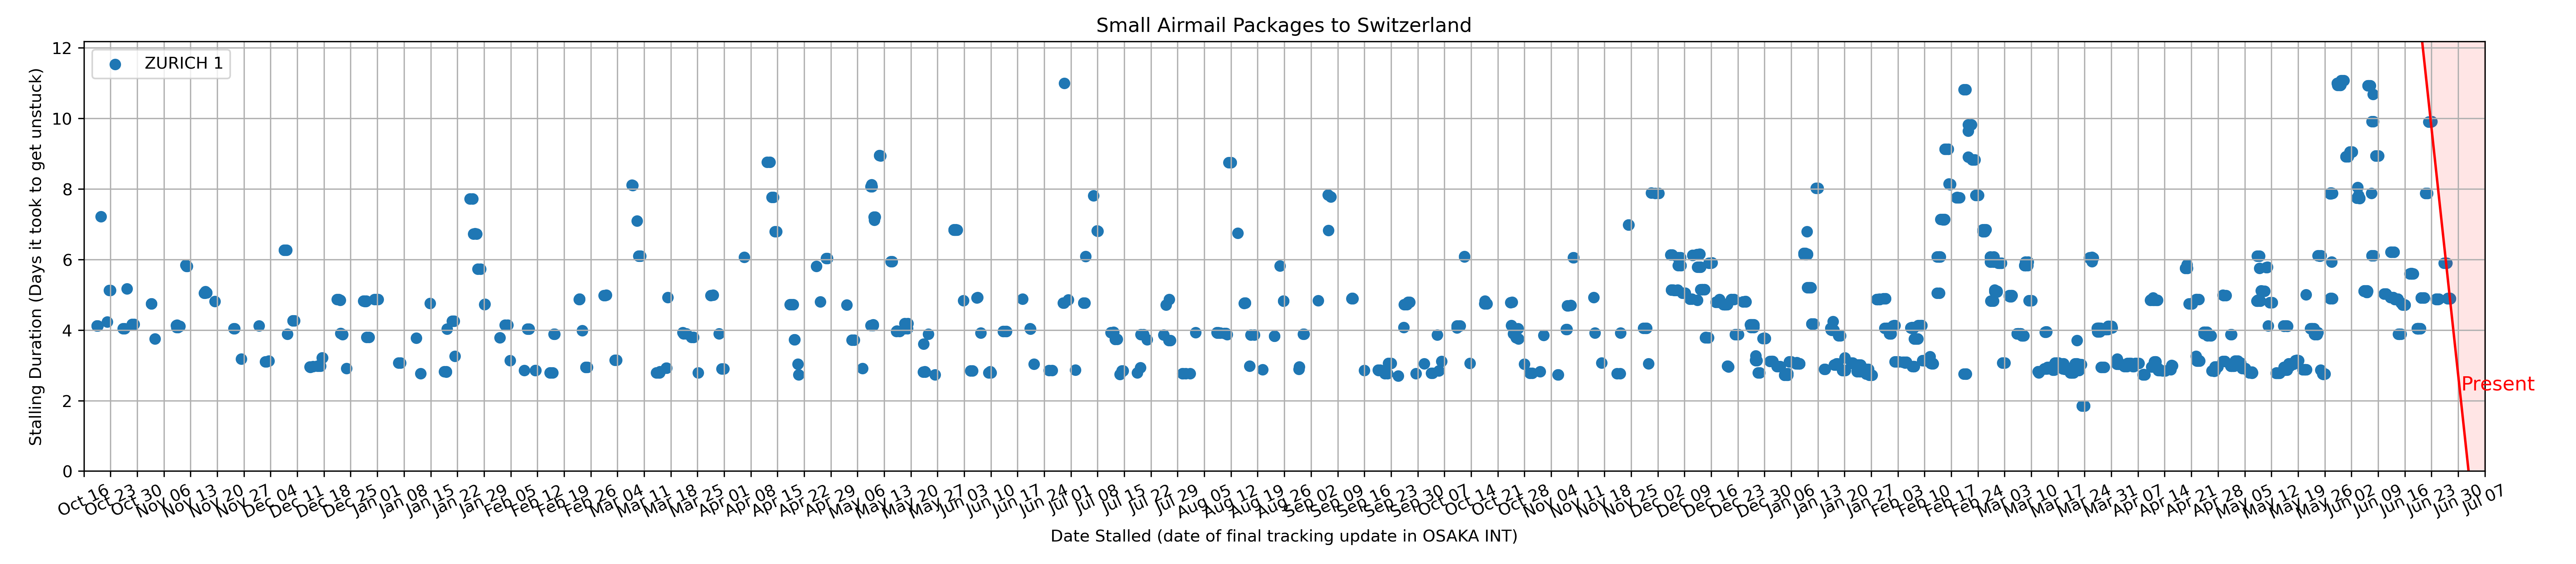 Small Airmail Packages to Switzerland
ZURICH 1
Stalling Duration (Days it took to get unstuck)
12
10
8
6
4
2
0
Present
Oct 16
Oct 23
Oct 30
Nov 06
Nov 13
Nov 20
Nov 27
Dec 04
Dec 11
Dec 18
Dec 25
Jan 01
Jan 08
Jan 15
Jan 22
Jan 29
Feb 05
Feb 12
Feb 19
Feb 26
Mar 04
Mar 11
Mar 18
Mar 25
Apr 01
Apr 08
Apr 15
Apr 22
Apr 29
May 06
May 13
May 20
May 27
Jun 03
Jun 10
Jun 17
Jun 24
Jul 01
Jul 08
Jul 15
Jul 22
Jul 29
Aug 05
Aug 12
Aug 19
Aug 26
Sep 02
Sep 09
Sep 16
Sep 23
Sep 30
Oct 07
Oct 14
Oct 21
Oct 28
Nov 04
Nov 11
Nov 18
Nov 25
Dec 02
Dec 09
Dec 16
Dec 23
Dec 30
Jan 06
Jan 13
Jan 20
Jan 27
Feb 03
Feb 10
Feb 17
Feb 24
Mar 03
Mar 10
Mar 17
Mar 24
Mar 31
Apr 07
Apr 14
Apr 21
Apr 28
May 05
May 12
May 19
May 26
Jun 02
Jun 09
Jun 16
Jun 23
Jun 30
Jul 07
Date Stalled (date of final tracking update in OSAKA INT)